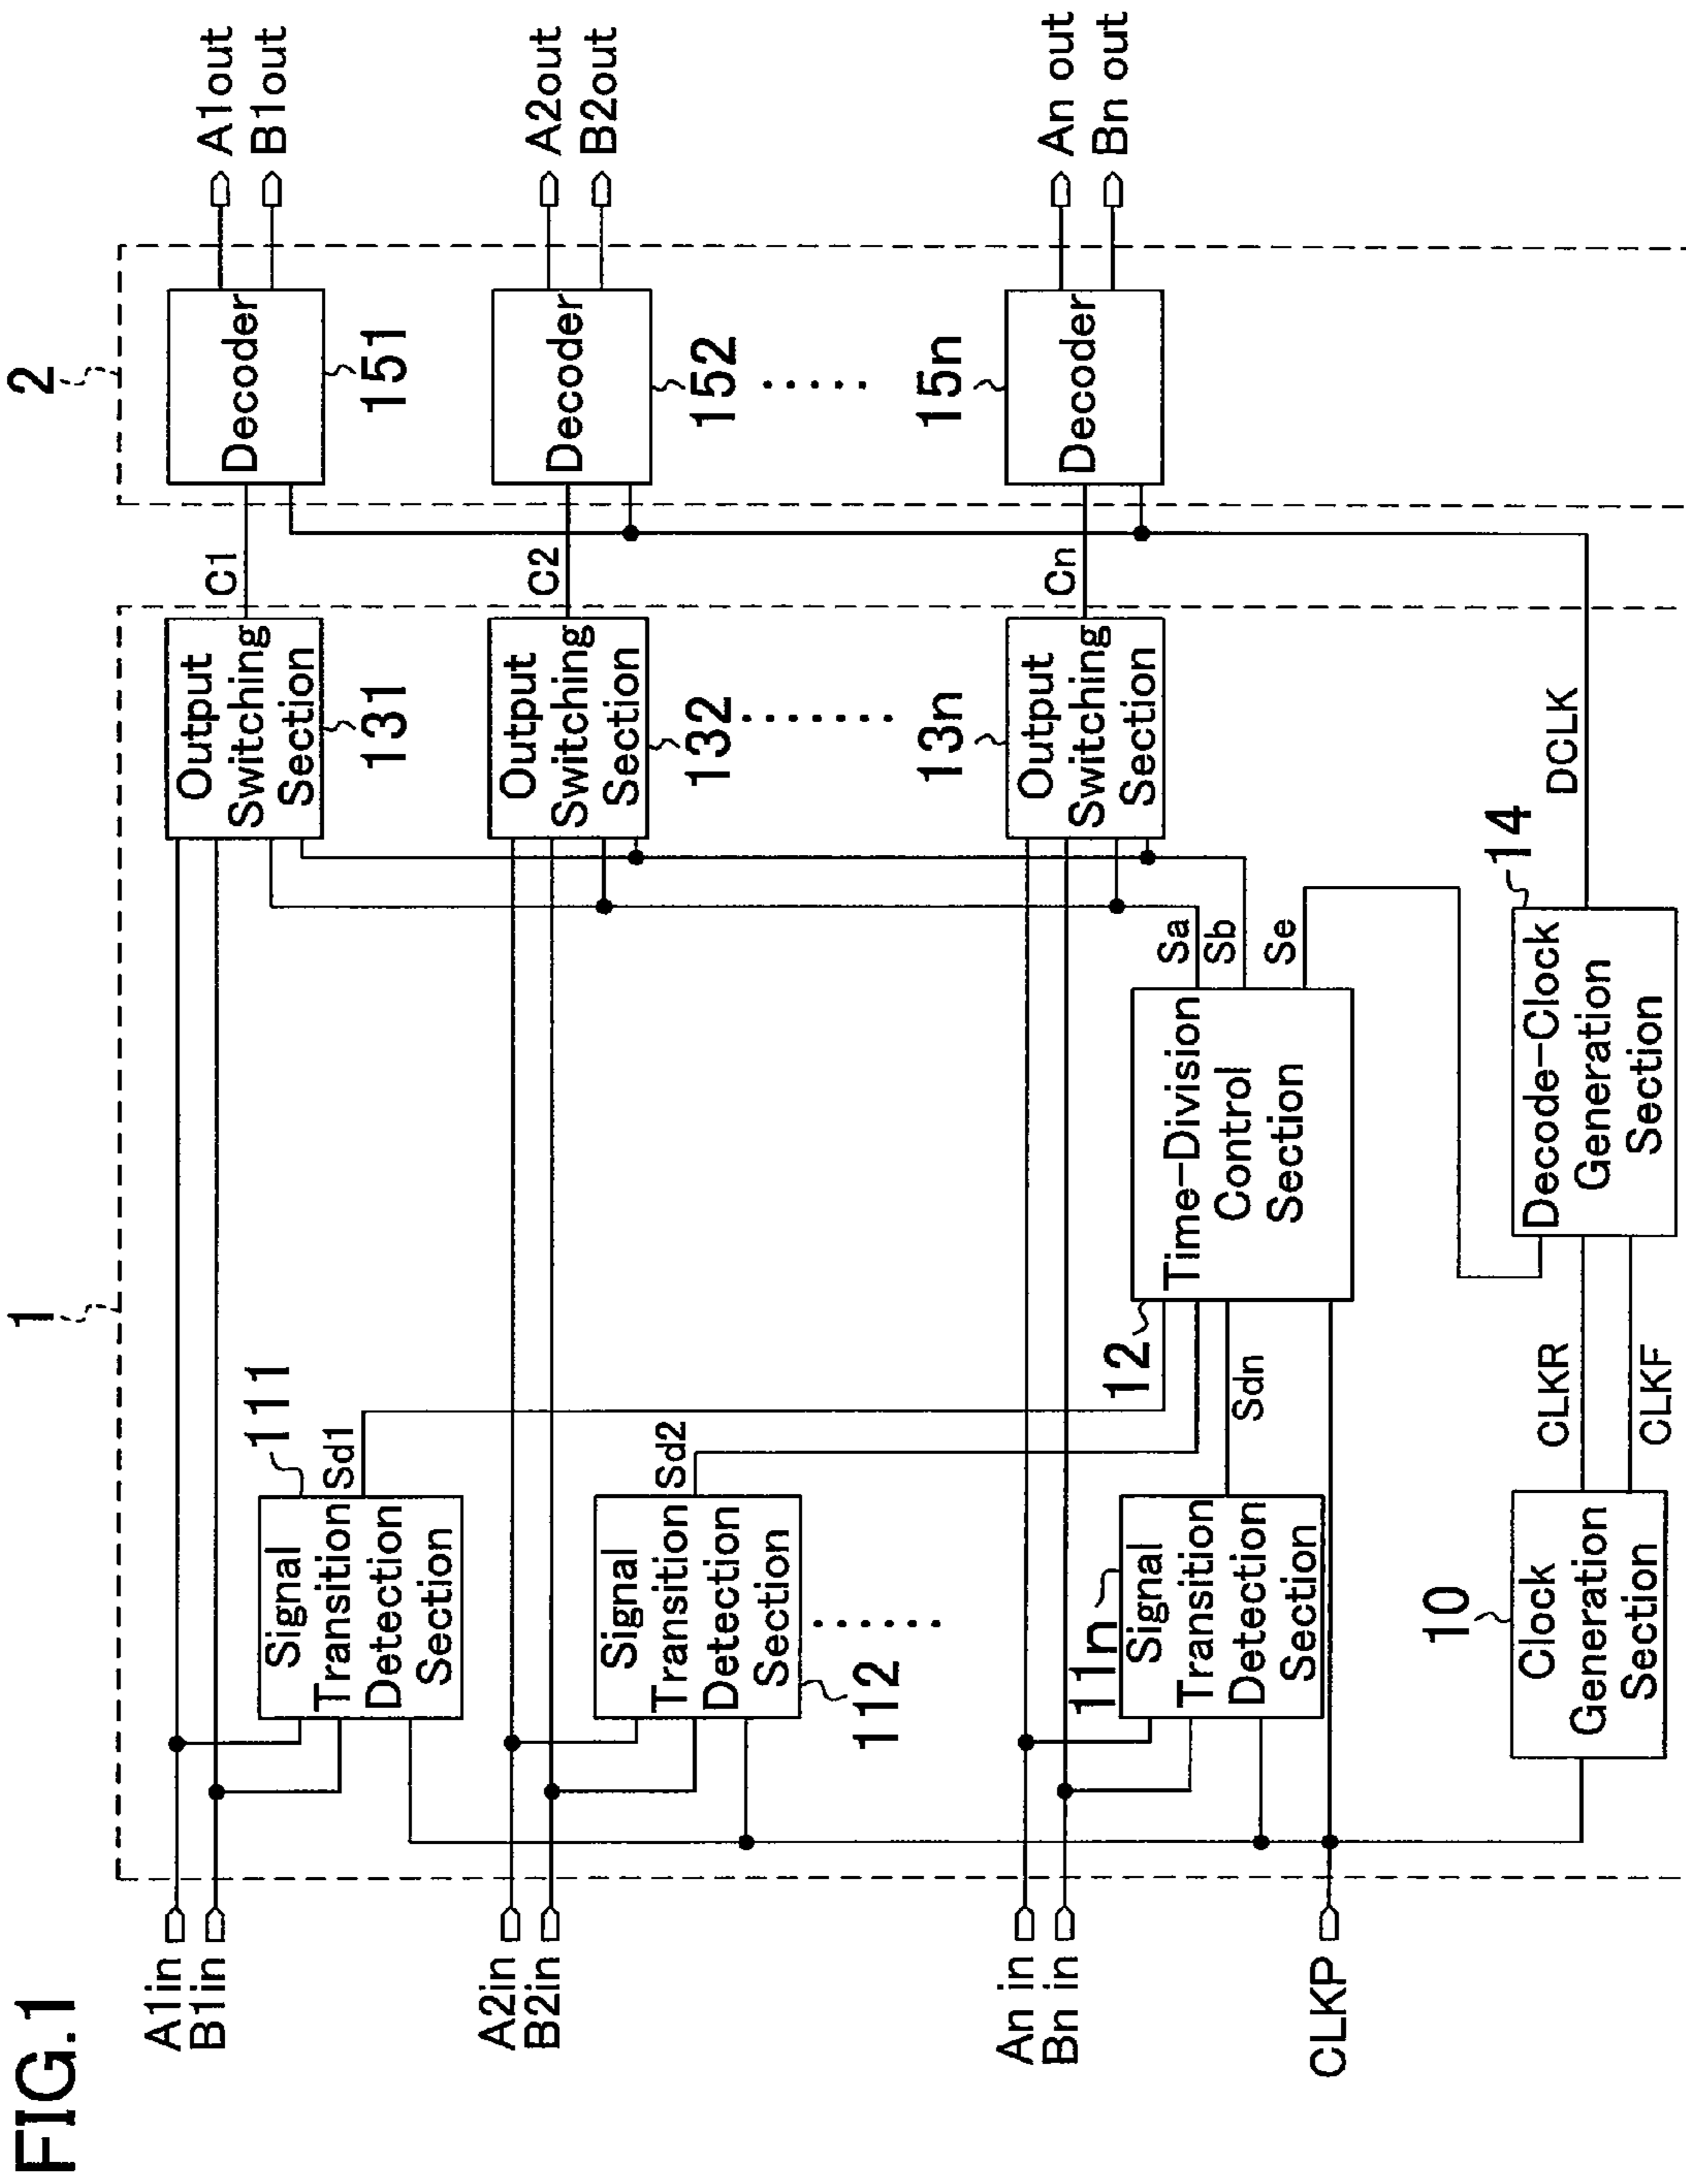 FIG.1
1
2
A1in
B1in
111
Signal
Transition
Detection
Section
Sd1
Output
Switching
Section
131
C1
Decoder
151
A1out
B1out
A2in
B2in
Signal
Transition
Detection
Section
112
Sd2
Output
Switching
Section
132
C2
Decoder
152
A2out
B2out
An in
Bn in
11n
Signal
Transition
Detection
Section
Sdn
12
Time-Division
Control
Section
Sa
Sb
Se
13n
Output
Switching
Section
Cn
15n
Decoder
An out
Bn out
CLKP
10
Clock
Generation
Section
CLKR
CLKF
14
Decode-Clock
Generation
Section
DCLK